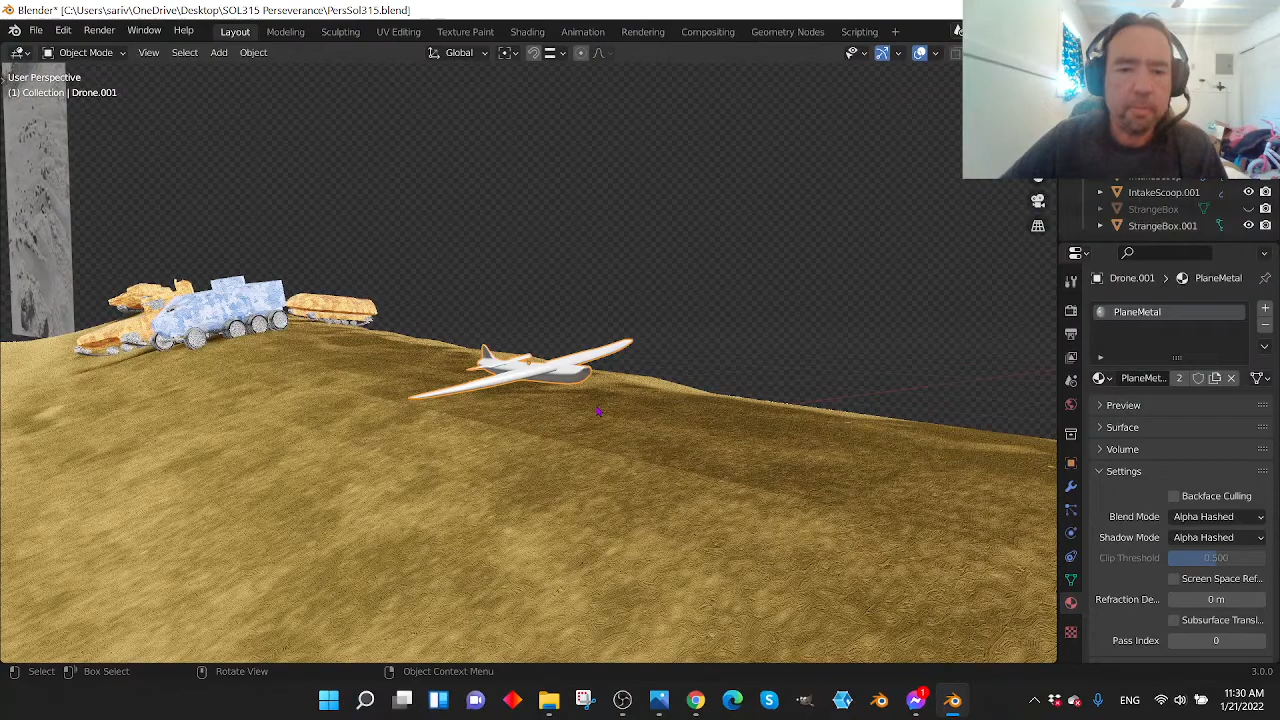 Blender* [C:\Users\sariv\OneDrive\Desktop\SOL315 Perseverance\PersSol315.blend]
File Edit Render Window Help Layout Modeling Sculpting UV Editing Texture Paint Shading Animation Rendering Compositing Geometry Nodes Scripting +
Object Mode View Select Add Object Global
User Perspective
(1) Collection | Drone.001
IntakeScoop.001
StrangeBox
StrangeBox.001
Drone.001 > PlaneMetal
PlaneMetal
PlaneMet... 2
Preview
Surface
Volume
Settings
Backface Culling
Blend Mode Alpha Hashed
Shadow Mode Alpha Hashed
Clip Threshold 0.500
Screen Space Ref...
Refraction De... 0 m
Subsurface Transl...
Pass Index 0
Select Box Select Rotate View Object Context Menu 3.0.0
1
ENG
11:30 AM
1/21/2022